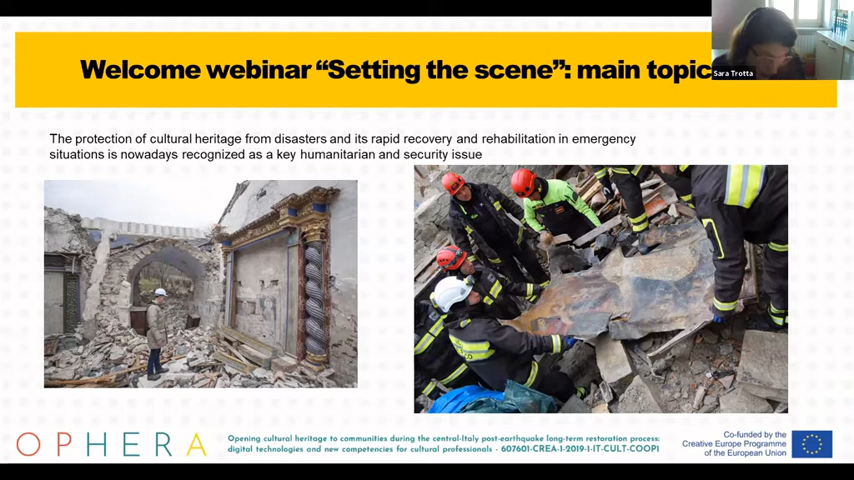 Welcome webinar “Setting the scene”: main topic
Sara Trotta
The protection of cultural heritage from disasters and its rapid recovery and rehabilitation in emergency
situations is nowadays recognized as a key humanitarian and security issue
OPHERA
Opening cultural heritage to communities during the central-Italy post-earthquake long-term restoration process:
digital technologies and new competencies for cultural professionals - 607601-CREA-1-2019-1-IT-CULT-COOP1
Co-funded by the
Creative Europe Programme
of the European Union